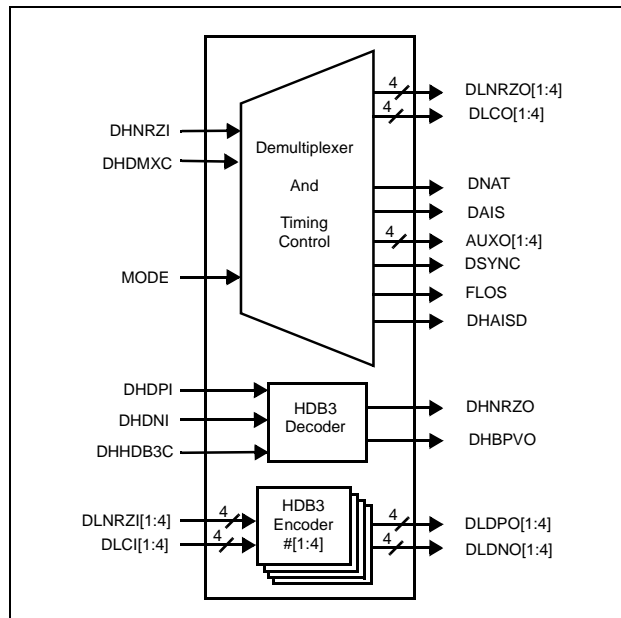 4
DLNRZO[1:4]
4
DLCO[1:4]
DHNRZI
DHDMXC
Demultiplexer
And
Timing
Control
DNAT
DAIS
4
AUXO[1:4]
DSYNC
MODE
FLOS
DHAISD
DHDPI
DHDNI
DHHDB3C
HDB3
Decoder
DHNRZO
DHBPVO
DLNRZI[1:4]
4
DLCI[1:4]
4
HDB3
Encoder
#[1:4]
4
DLDPO[1:4]
4
DLDNO[1:4]